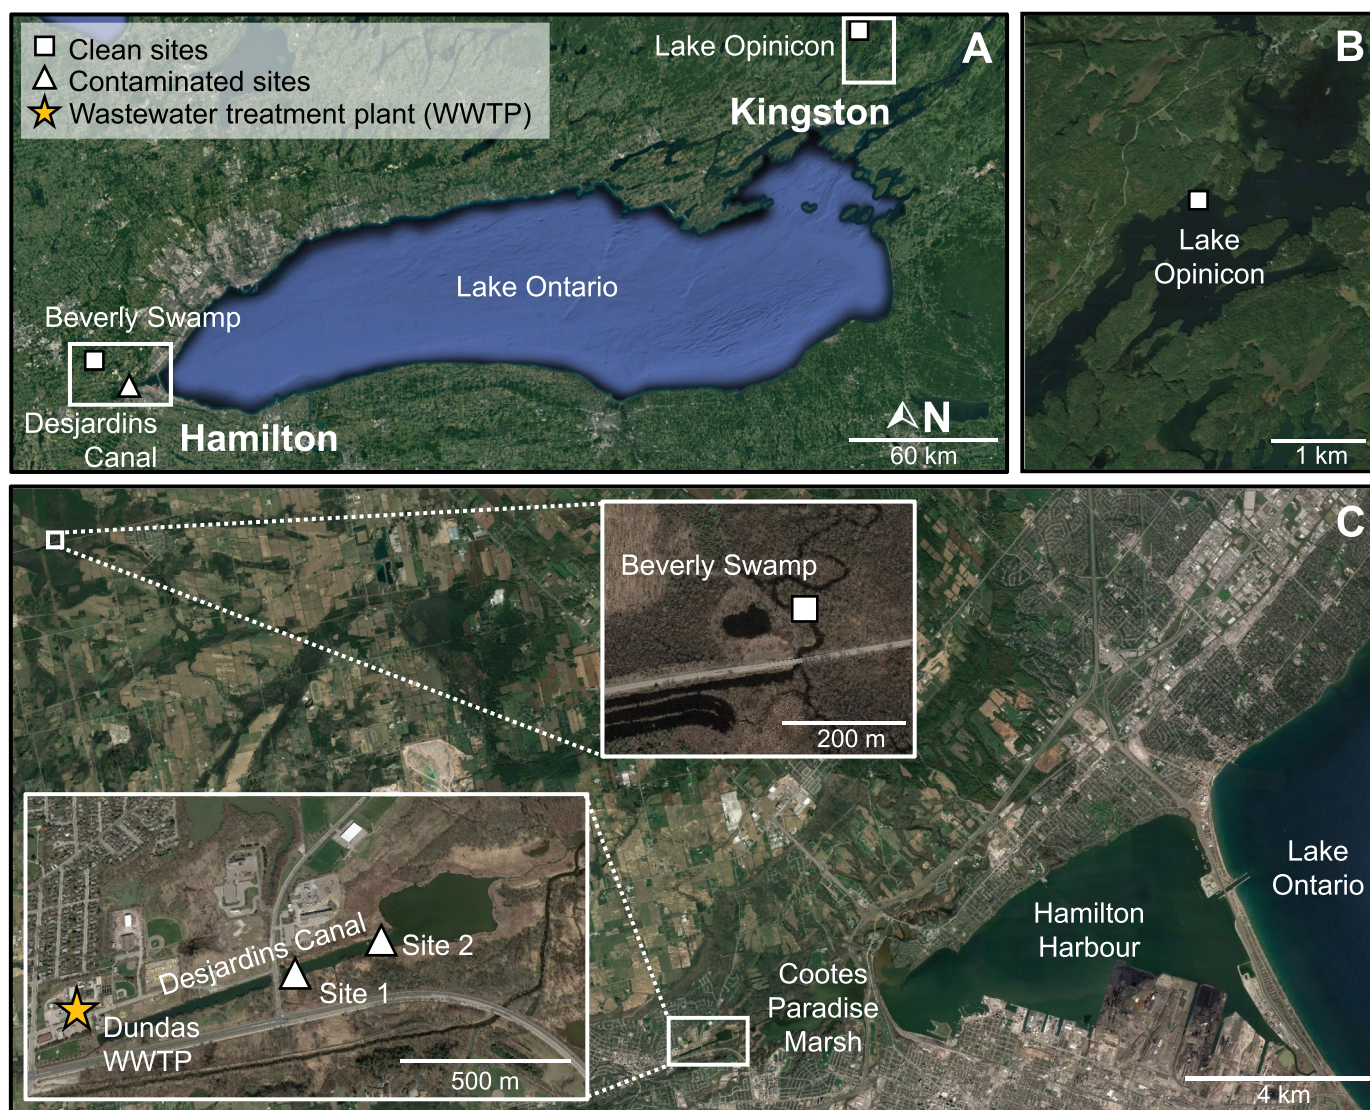 Clean sites
Contaminated sites
Wastewater treatment plant (WWTP)
Lake Opinicon
A
Kingston
Lake Ontario
Beverly Swamp
Desjardins
Canal
Hamilton
N
60 km
B
Lake
Opinicon
1 km
C
Beverly Swamp
200 m
Desjardins Canal
Site 2
Site 1
Dundas
WWTP
500 m
Cootes
Paradise
Marsh
Hamilton
Harbour
Lake
Ontario
4 km